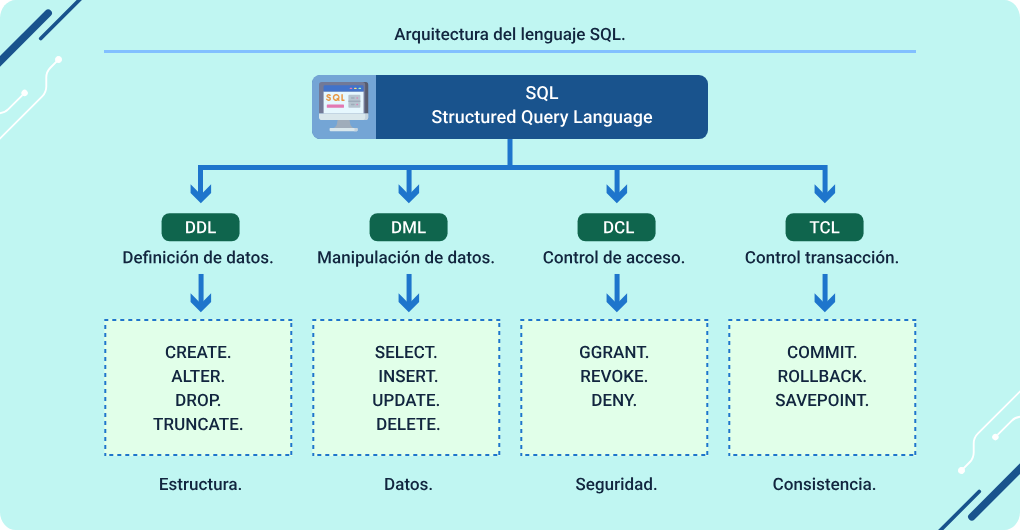 Arquitectura del lenguaje SQL.
SQL
SQL
Structured Query Language
DDL
Definición de datos.
DML
Manipulación de datos.
DCL
Control de acceso.
TCL
Control transacción.
CREATE.
ALTER.
DROP.
TRUNCATE.
Estructura.
SELECT.
INSERT.
UPDATE.
DELETE.
Datos.
GGRANT.
REVOKE.
DENY.
Seguridad.
COMMIT.
ROLLBACK.
SAVEPOINT.
Consistencia.